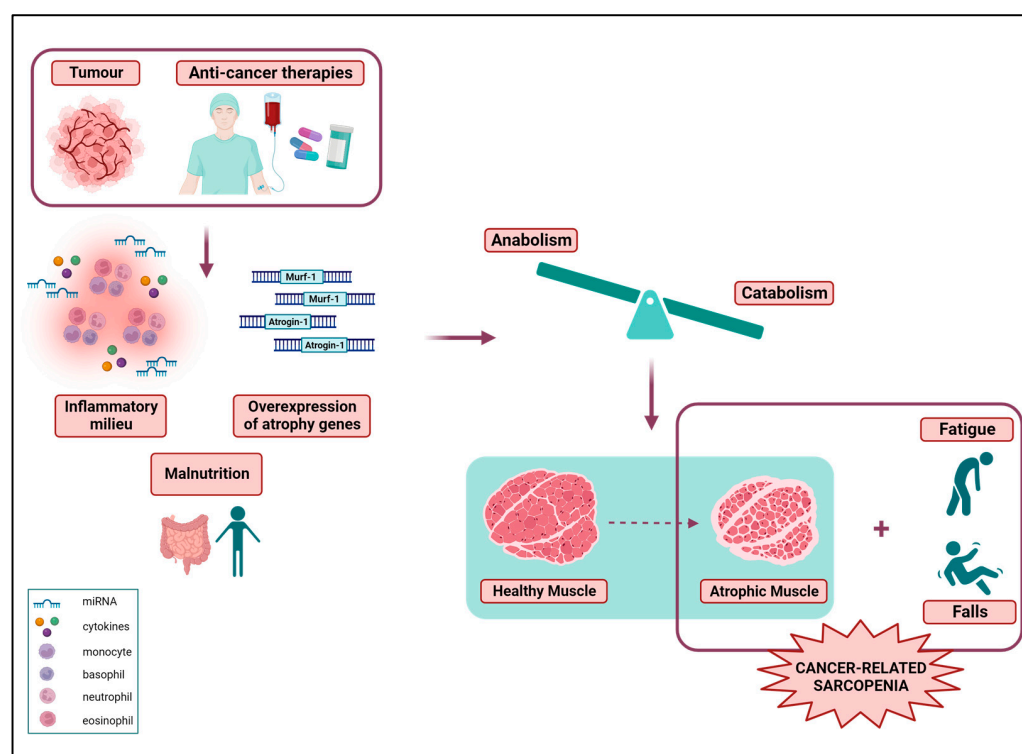 Tumour
Anti-cancer therapies
Murf-1
Murf-1
Atrogin-1
Atrogin-1
Inflammatory
milieu
Overexpression
of atrophy genes
Malnutrition
miRNA
cytokines
monocyte
basophil
neutrophil
eosinophil
Anabolism
Catabolism
Healthy Muscle
Atrophic Muscle
Fatigue
+
Falls
CANCER-RELATED
SARCOPENIA